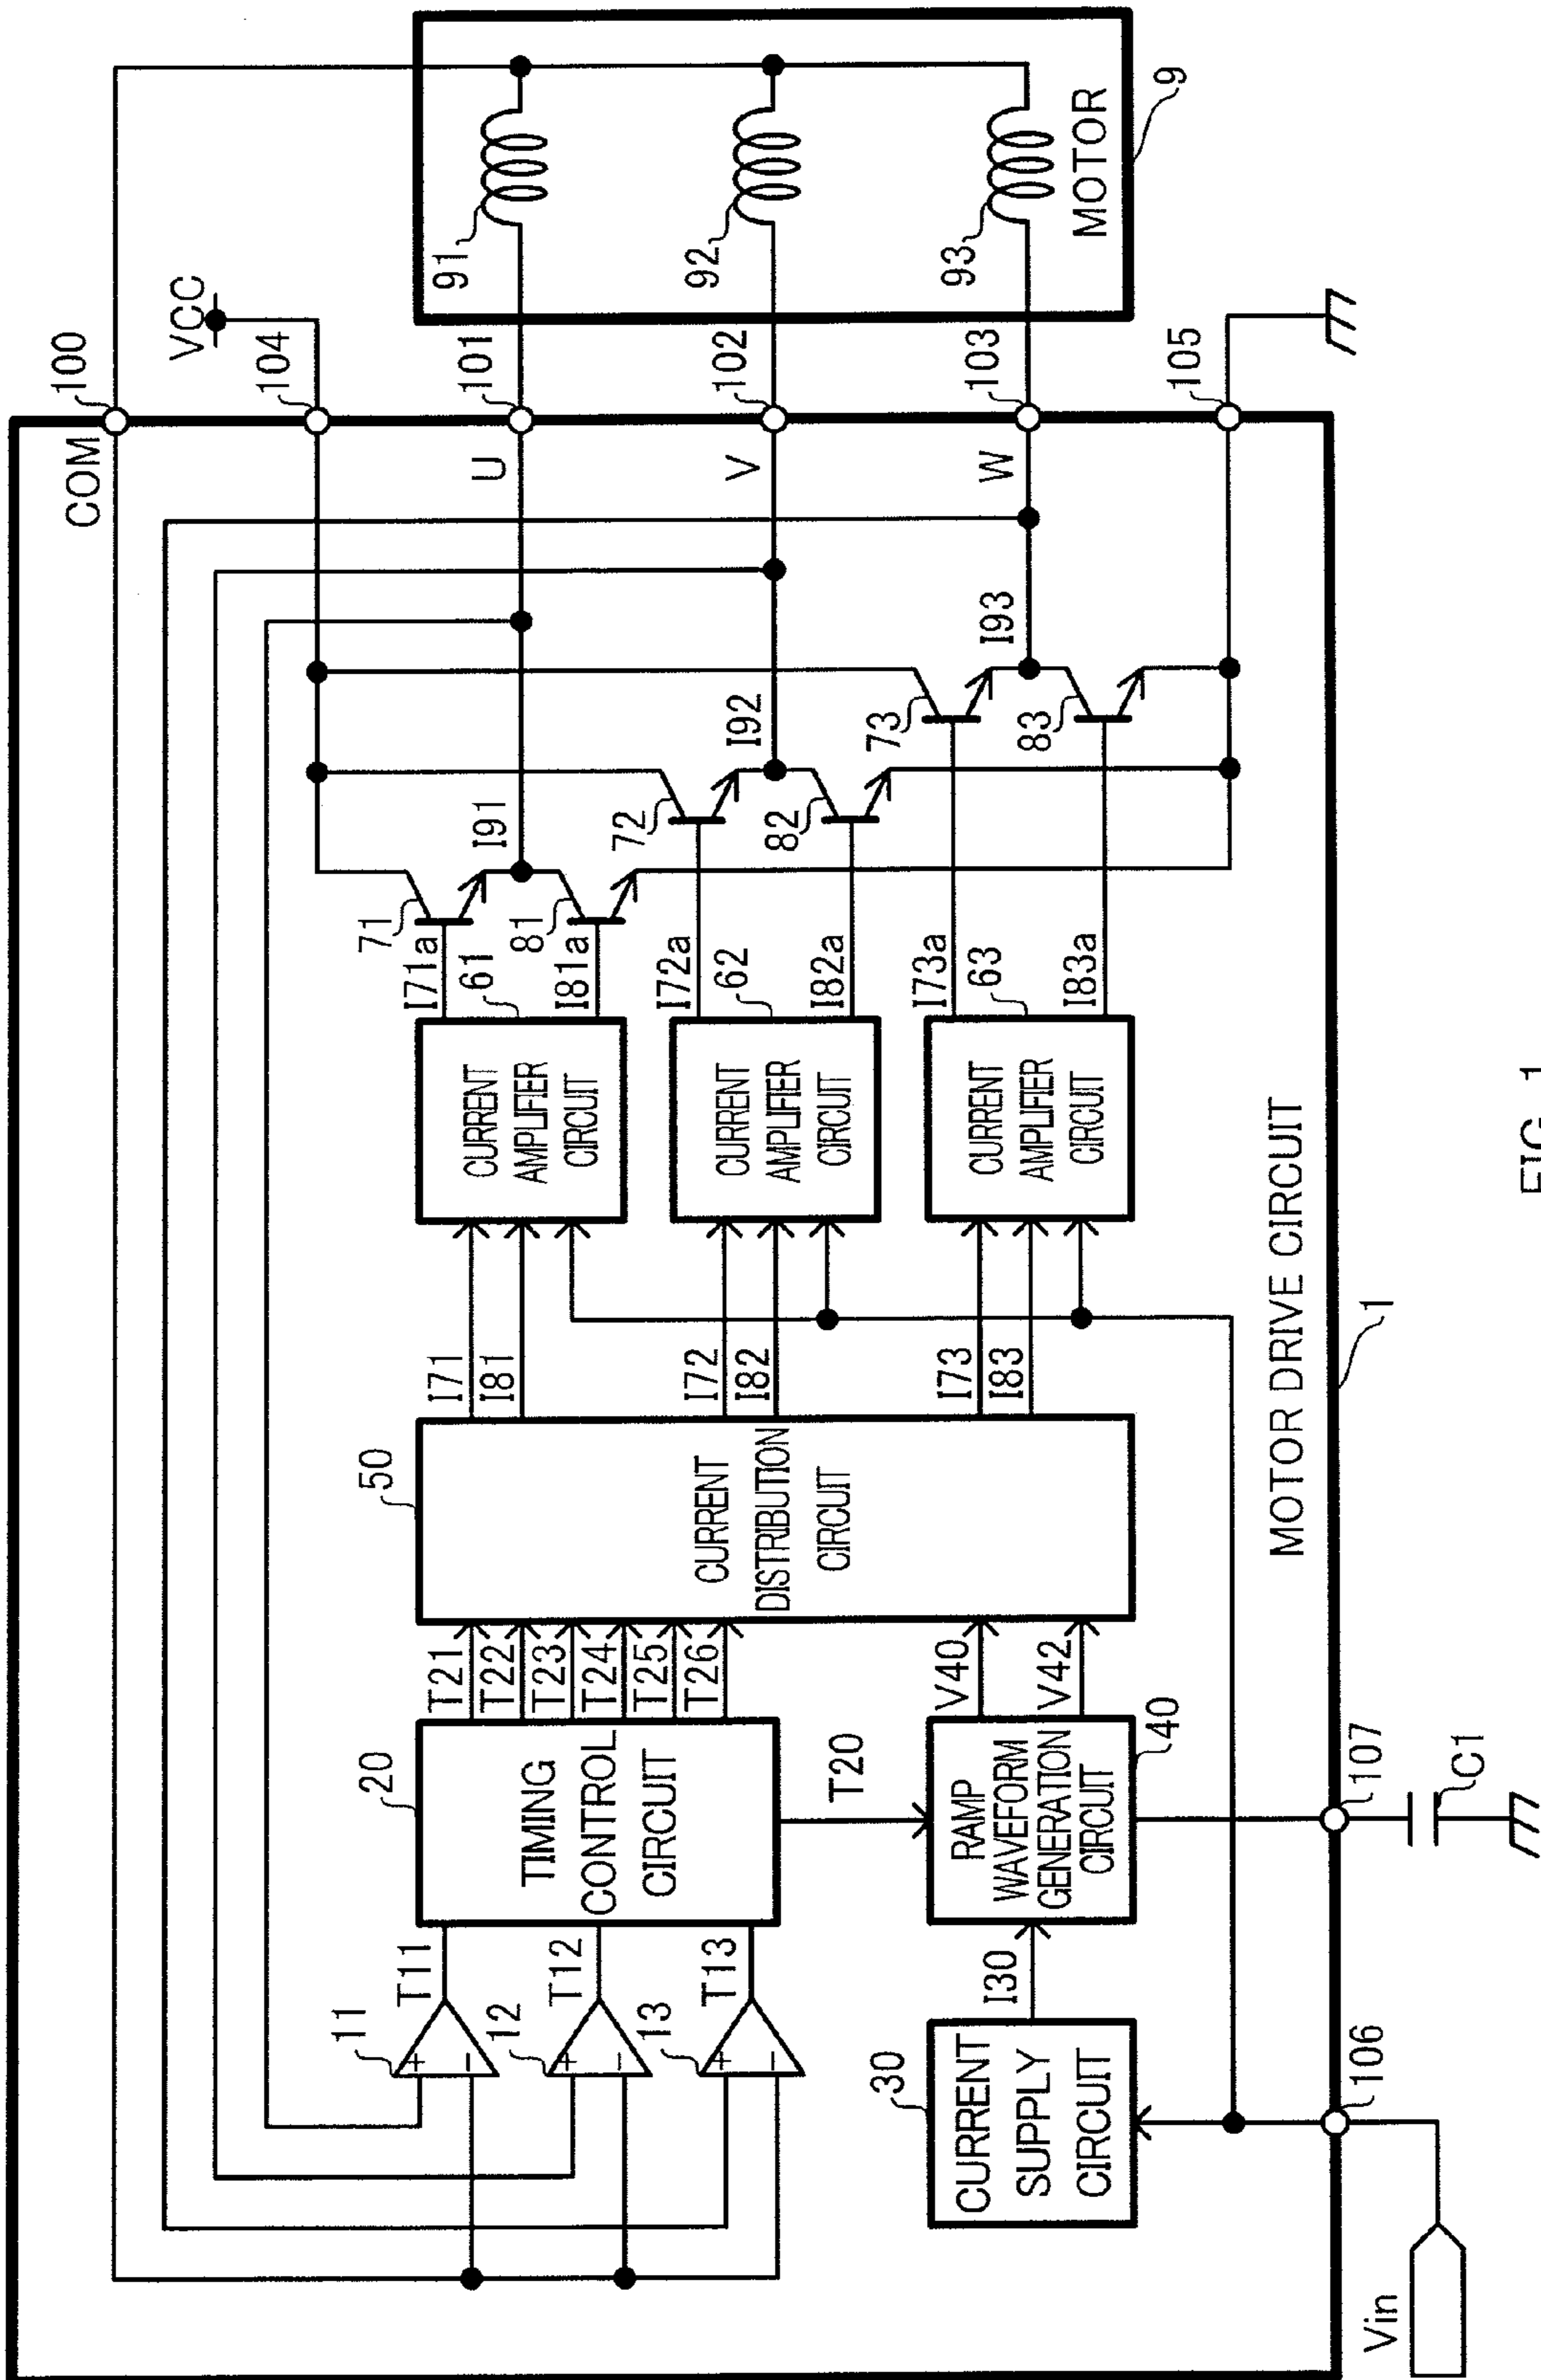 COM
100
VCC
104
U
101
V
102
W
103
105
91
92
93
MOTOR
9
11
T11
12
T12
13
T13
20
TIMING
CONTROL
CIRCUIT
T21
T22
T23
T24
T25
T26
T20
30
CURRENT
SUPPLY
CIRCUIT
I30
RAMP
WAVEFORM
GENERATION
CIRCUIT
40
V40
V42
50
CURRENT
DISTRIBUTION
CIRCUIT
I71
I81
I72
I82
I73
I83
CURRENT
AMPLIFIER
CIRCUIT
61
CURRENT
AMPLIFIER
CIRCUIT
62
CURRENT
AMPLIFIER
CIRCUIT
63
I71a
I81a
I72a
I82a
I73a
I83a
71
81
72
82
73
83
I91
I92
I93
MOTOR DRIVE CIRCUIT
1
106
107
C1
Vin
FIG. 1